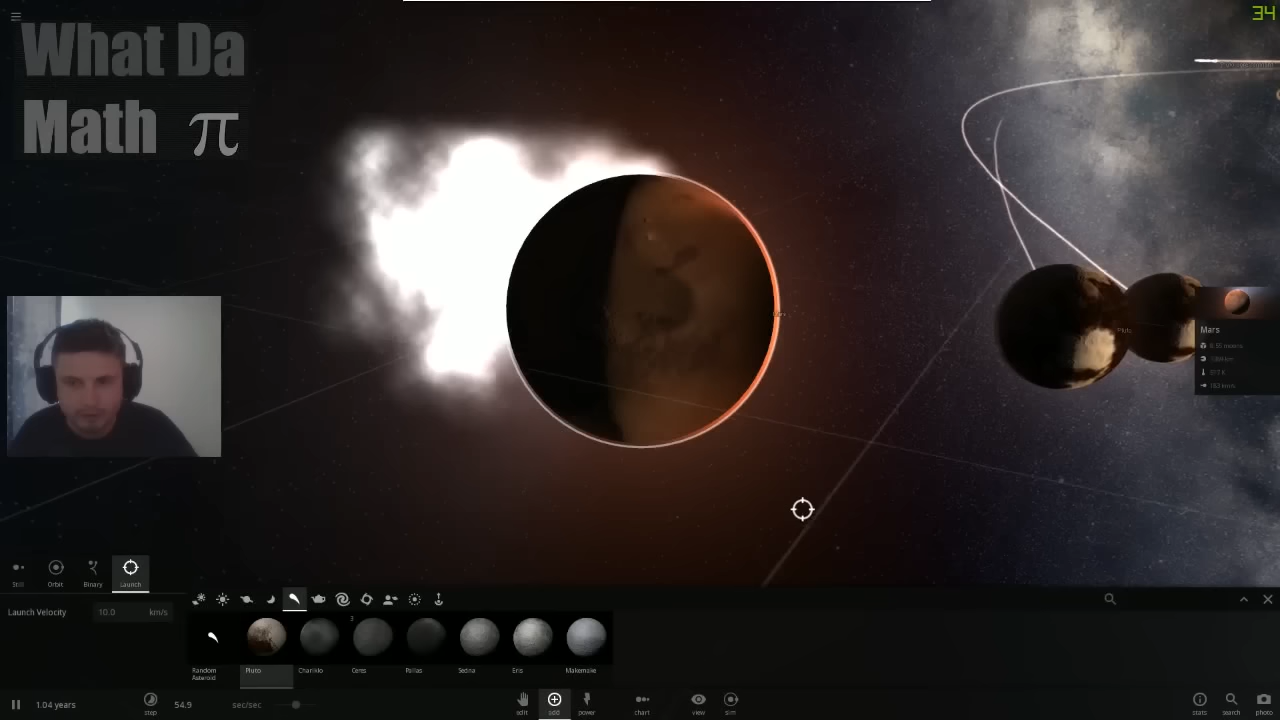 34
What Da
Math π
Mars
Pluto
Still
Orbit
Binary
Launch
Launch Velocity
10.0
km/s
3
Random
Asteroid
Pluto
Chariklo
Ceres
Pallas
Sedna
Eris
Makemake
1.04 years
step
54.9
sec/sec
edit
add
power
chart
view
sim
stats
search
photo